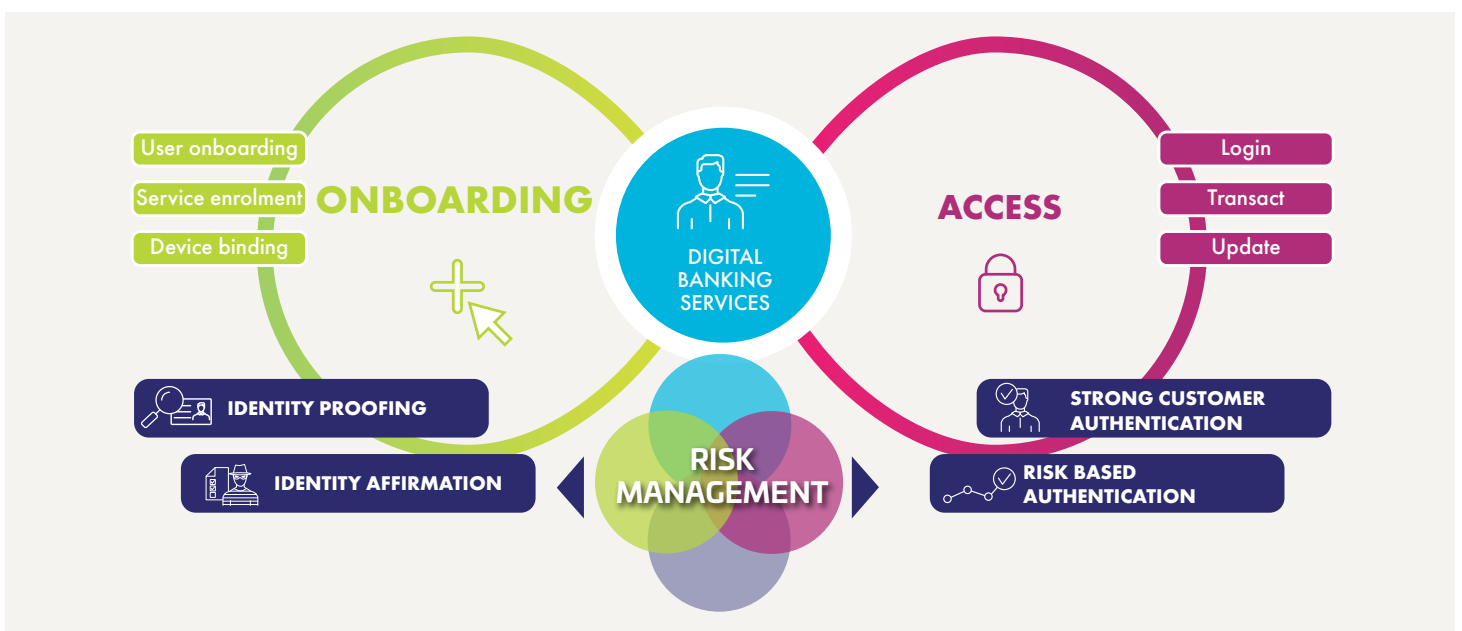 User onboarding
Service enrolment
Device binding
ONBOARDING
DIGITAL
BANKING
SERVICES
ACCESS
Login
Transact
Update
IDENTITY PROOFING
IDENTITY AFFIRMATION
RISK
MANAGEMENT
STRONG CUSTOMER
AUTHENTICATION
RISK BASED
AUTHENTICATION